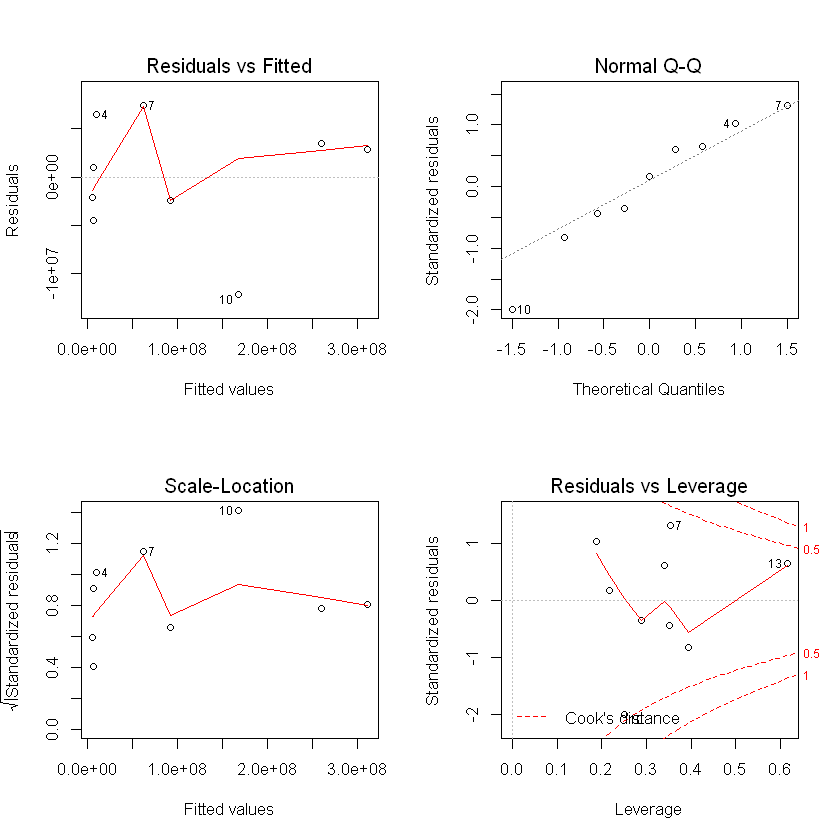 Residuals vs Fitted
Residuals
-1e+07
0e+00
4
7
10
0.0e+00 1.0e+08 2.0e+08 3.0e+08
Fitted values
Normal Q-Q
Standardized residuals
-2.0 -1.0 0.0 1.0
7
4
10
-1.5 -1.0 -0.5 0.0 0.5 1.0 1.5
Theoretical Quantiles
Scale-Location
√|Standardized residuals|
0.0 0.4 0.8 1.2
10
7
4
0.0e+00 1.0e+08 2.0e+08 3.0e+08
Fitted values
Residuals vs Leverage
Standardized residuals
-2 -1 0 1
7
13
1
0.5
0.5
1
Cook's distance
0.0 0.1 0.2 0.3 0.4 0.5 0.6
Leverage